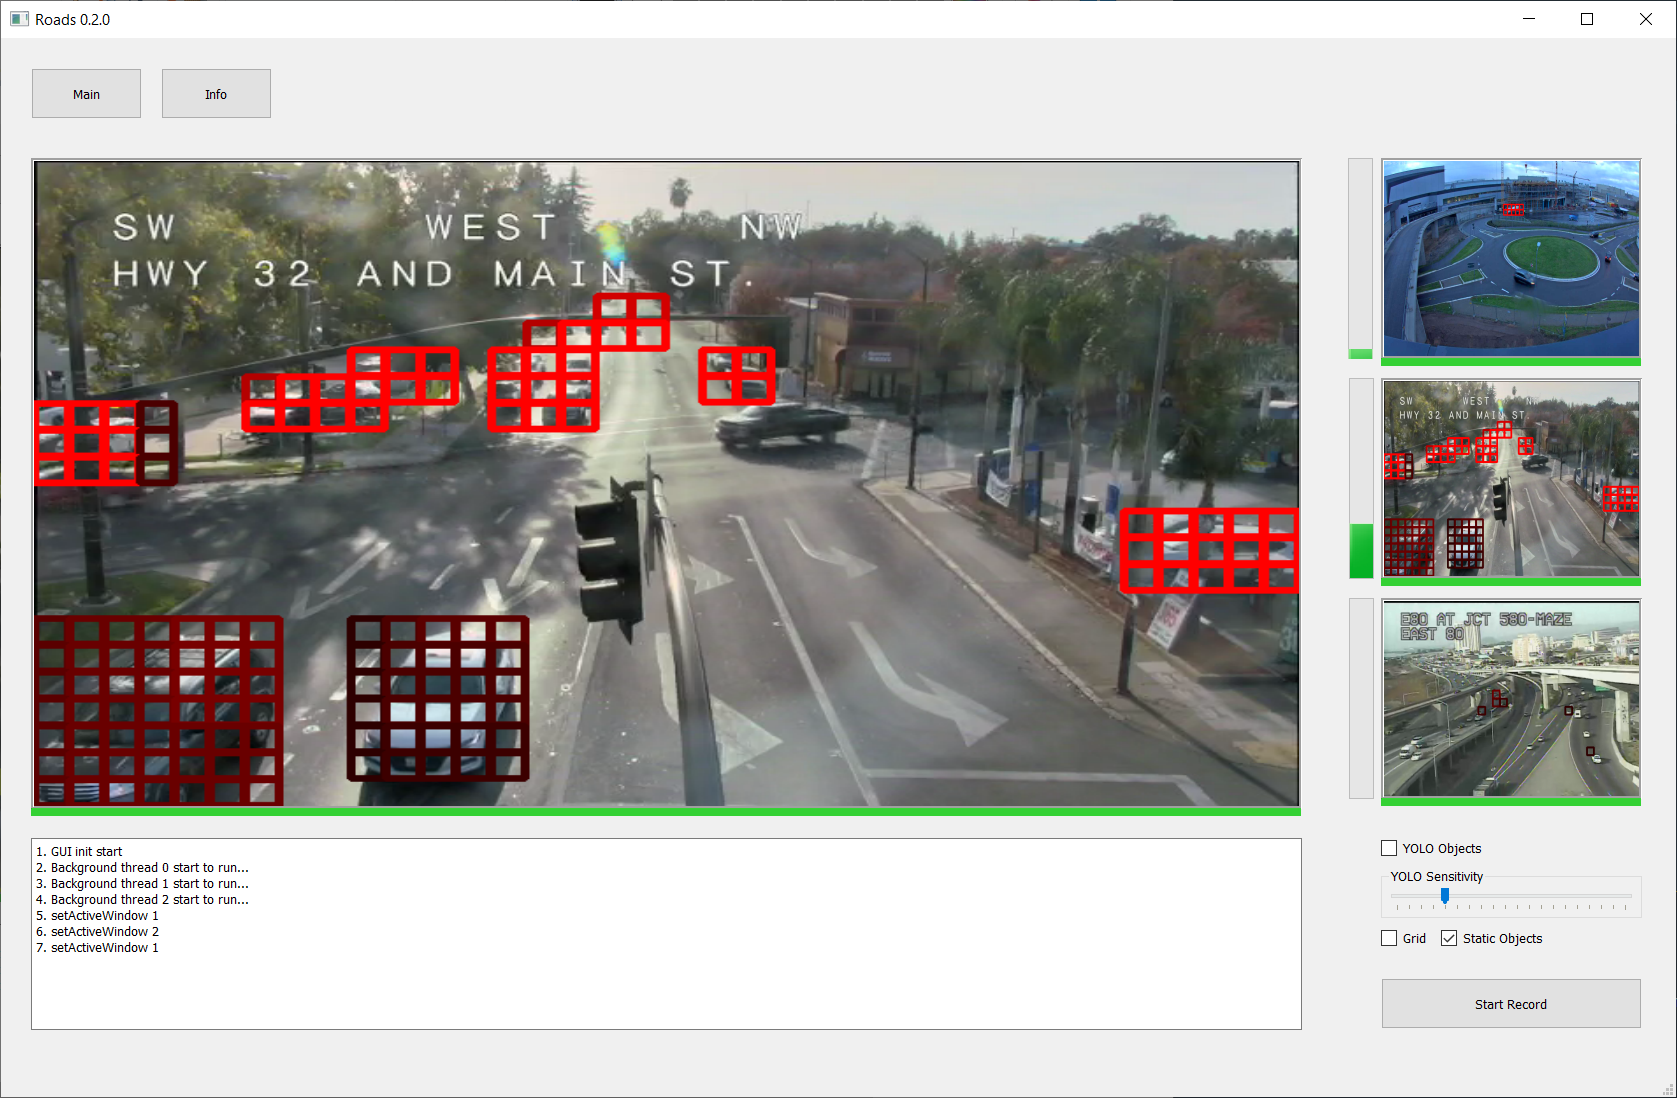 Roads 0.2.0
Main
Info
SW WEST NW
HWY 32 AND MAIN ST.
SW WEST NW
HWY 32 AND MAIN ST.
E80 AT JCT 580-MAZE
EAST 80
1. GUI init start
2. Background thread 0 start to run...
3. Background thread 1 start to run...
4. Background thread 2 start to run...
5. setActiveWindow 1
6. setActiveWindow 2
7. setActiveWindow 1
YOLO Objects
YOLO Sensitivity
Grid
Static Objects
Start Record